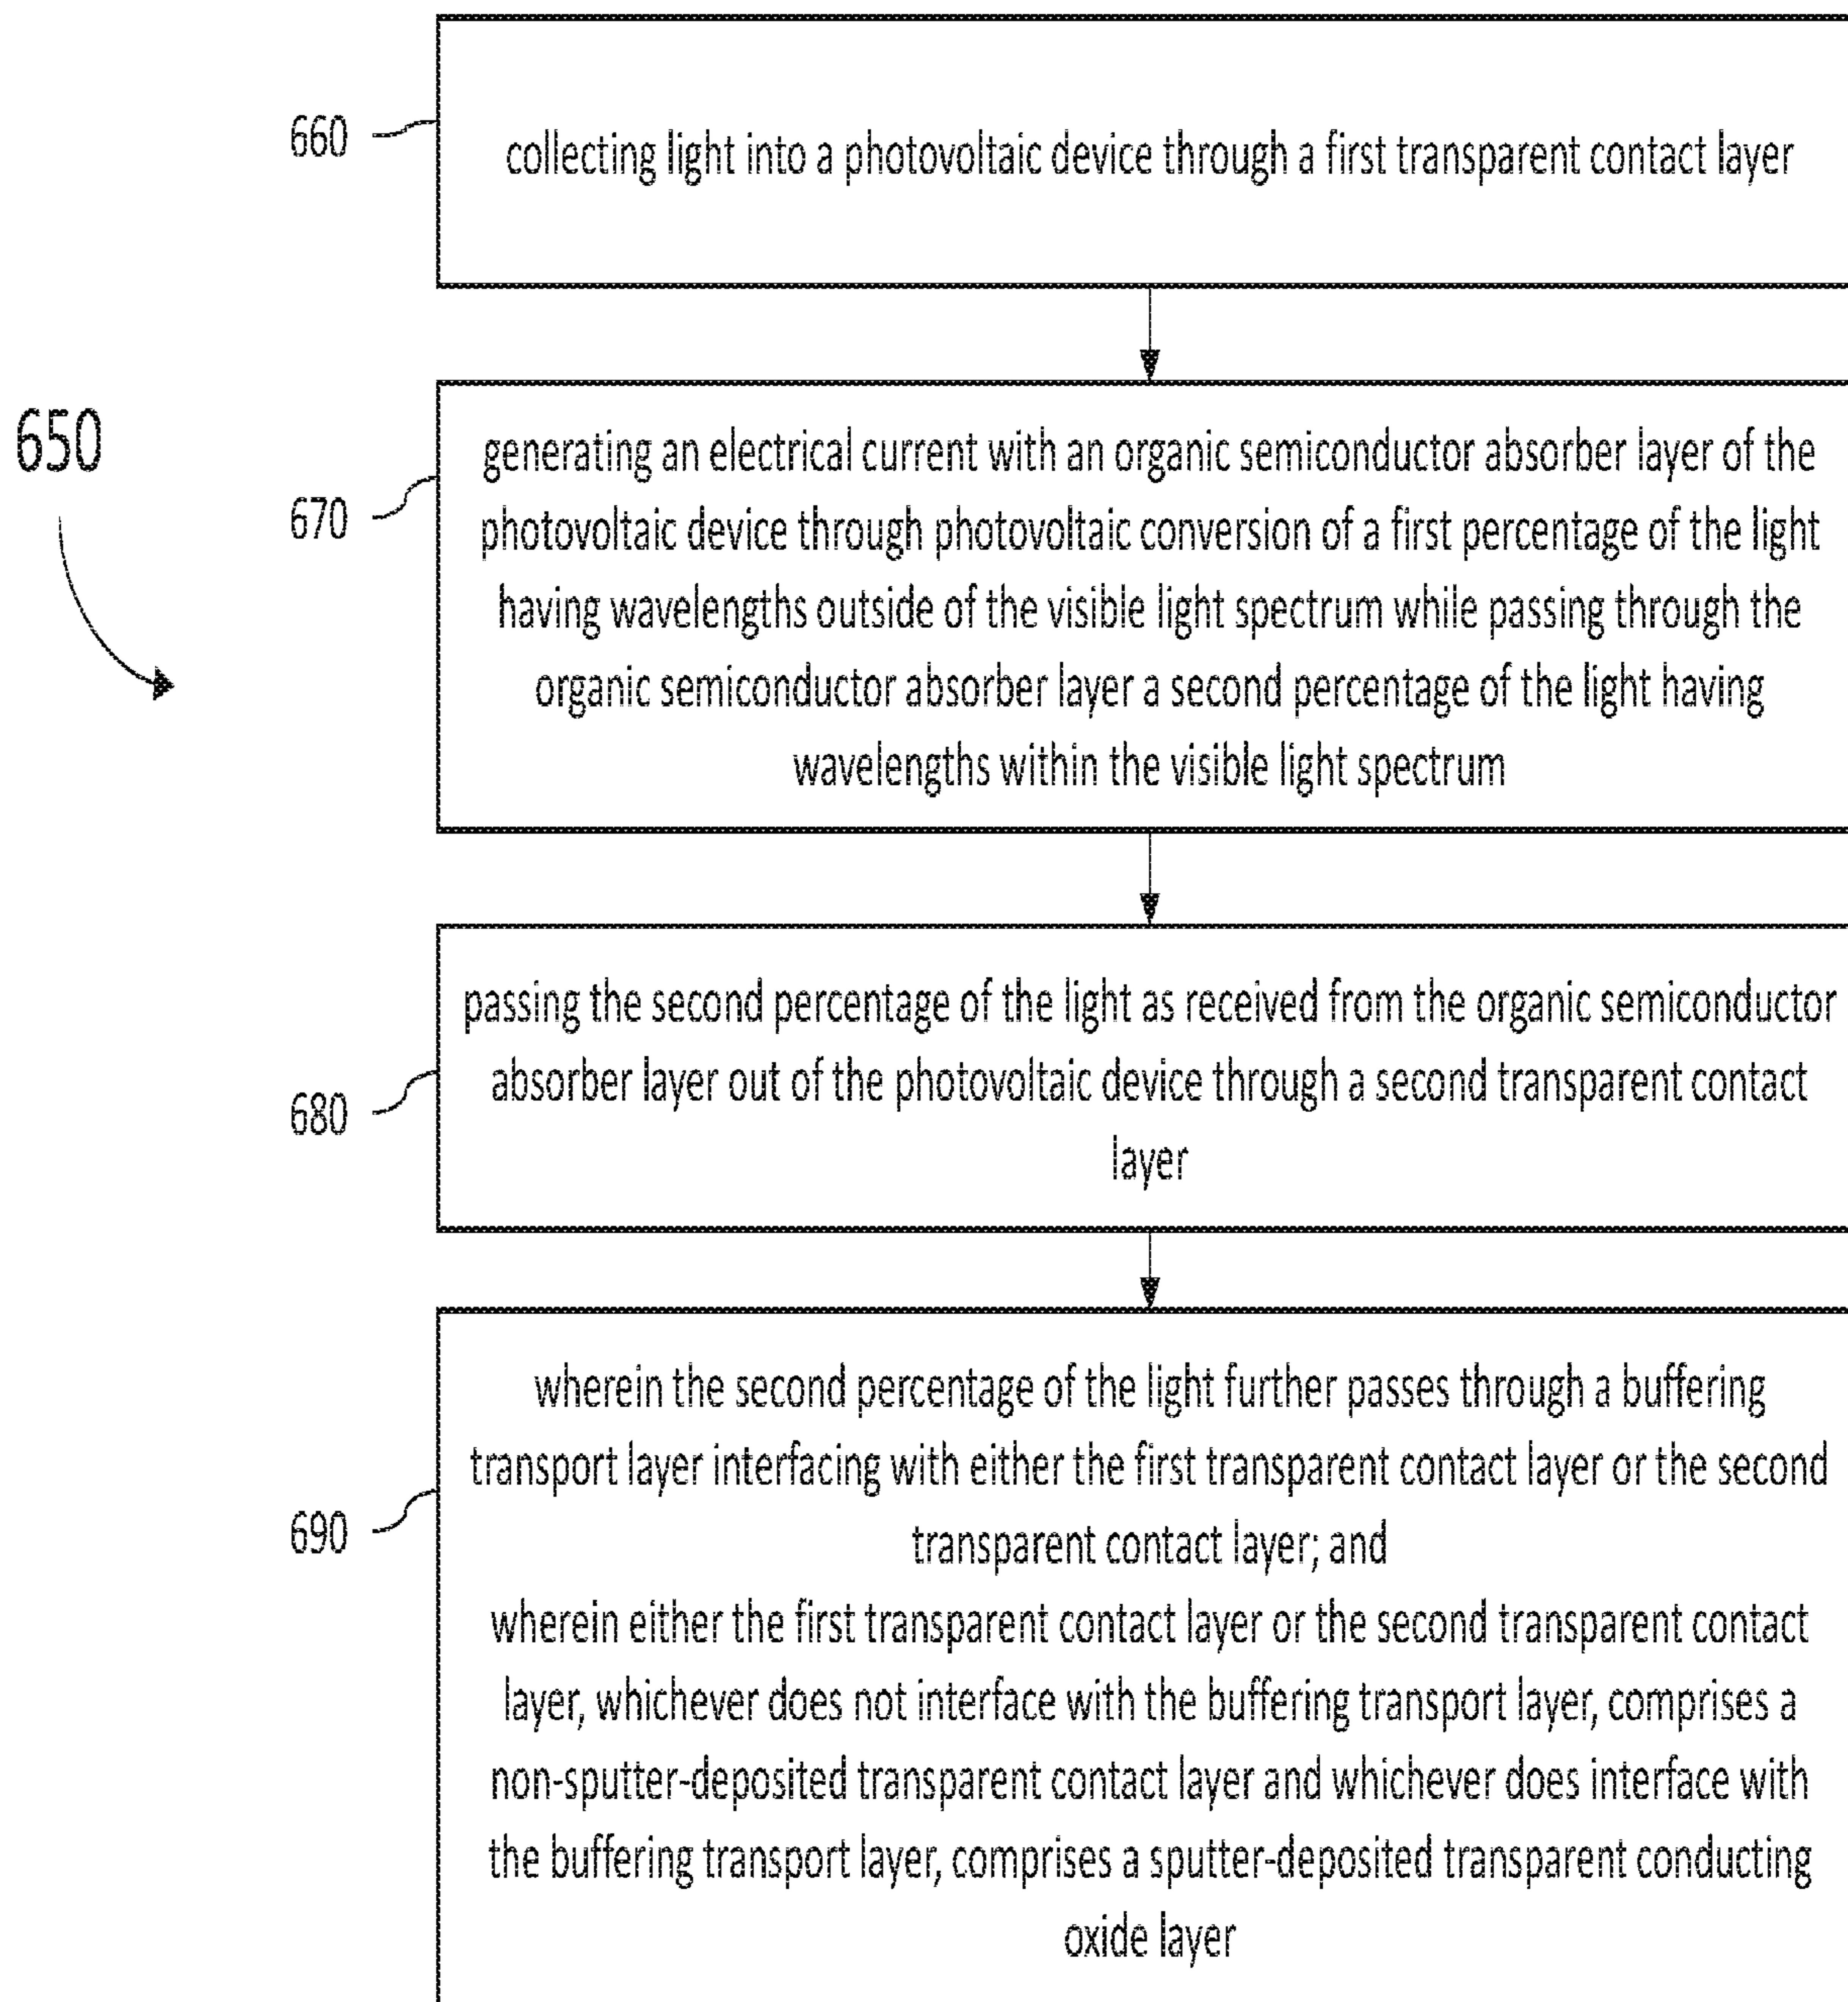 660
collecting light into a photovoltaic device through a first transparent contact layer
650
670
generating an electrical current with an organic semiconductor absorber layer of the
photovoltaic device through photovoltaic conversion of a first percentage of the light
having wavelengths outside of the visible light spectrum while passing through the
organic semiconductor absorber layer a second percentage of the light having
wavelengths within the visible light spectrum
680
passing the second percentage of the light as received from the organic semiconductor
absorber layer out of the photovoltaic device through a second transparent contact
layer
690
wherein the second percentage of the light further passes through a buffering
transport layer interfacing with either the first transparent contact layer or the second
transparent contact layer; and
wherein either the first transparent contact layer or the second transparent contact
layer, whichever does not interface with the buffering transport layer, comprises a
non-sputter-deposited transparent contact layer and whichever does interface with
the buffering transport layer, comprises a sputter-deposited transparent conducting
oxide layer